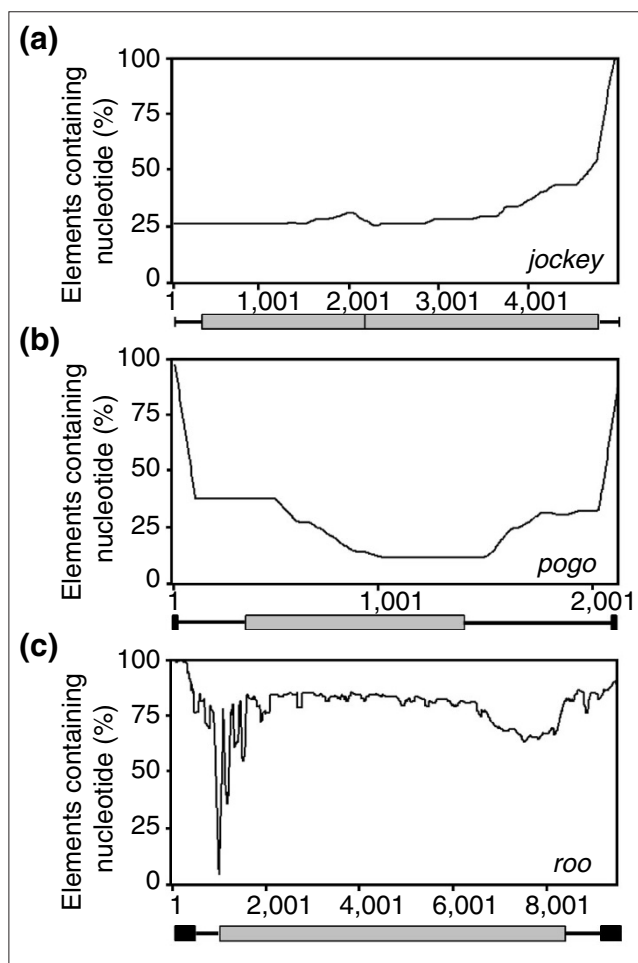 (a)
Elements containing
nucleotide (%)
100
75
50
25
0
jockey
1 1,001 2,001 3,001 4,001
(b)
Elements containing
nucleotide (%)
100
75
50
25
0
pogo
1 1,001 2,001
(c)
Elements containing
nucleotide (%)
100
75
50
25
0
roo
1 2,001 4,001 6,001 8,001